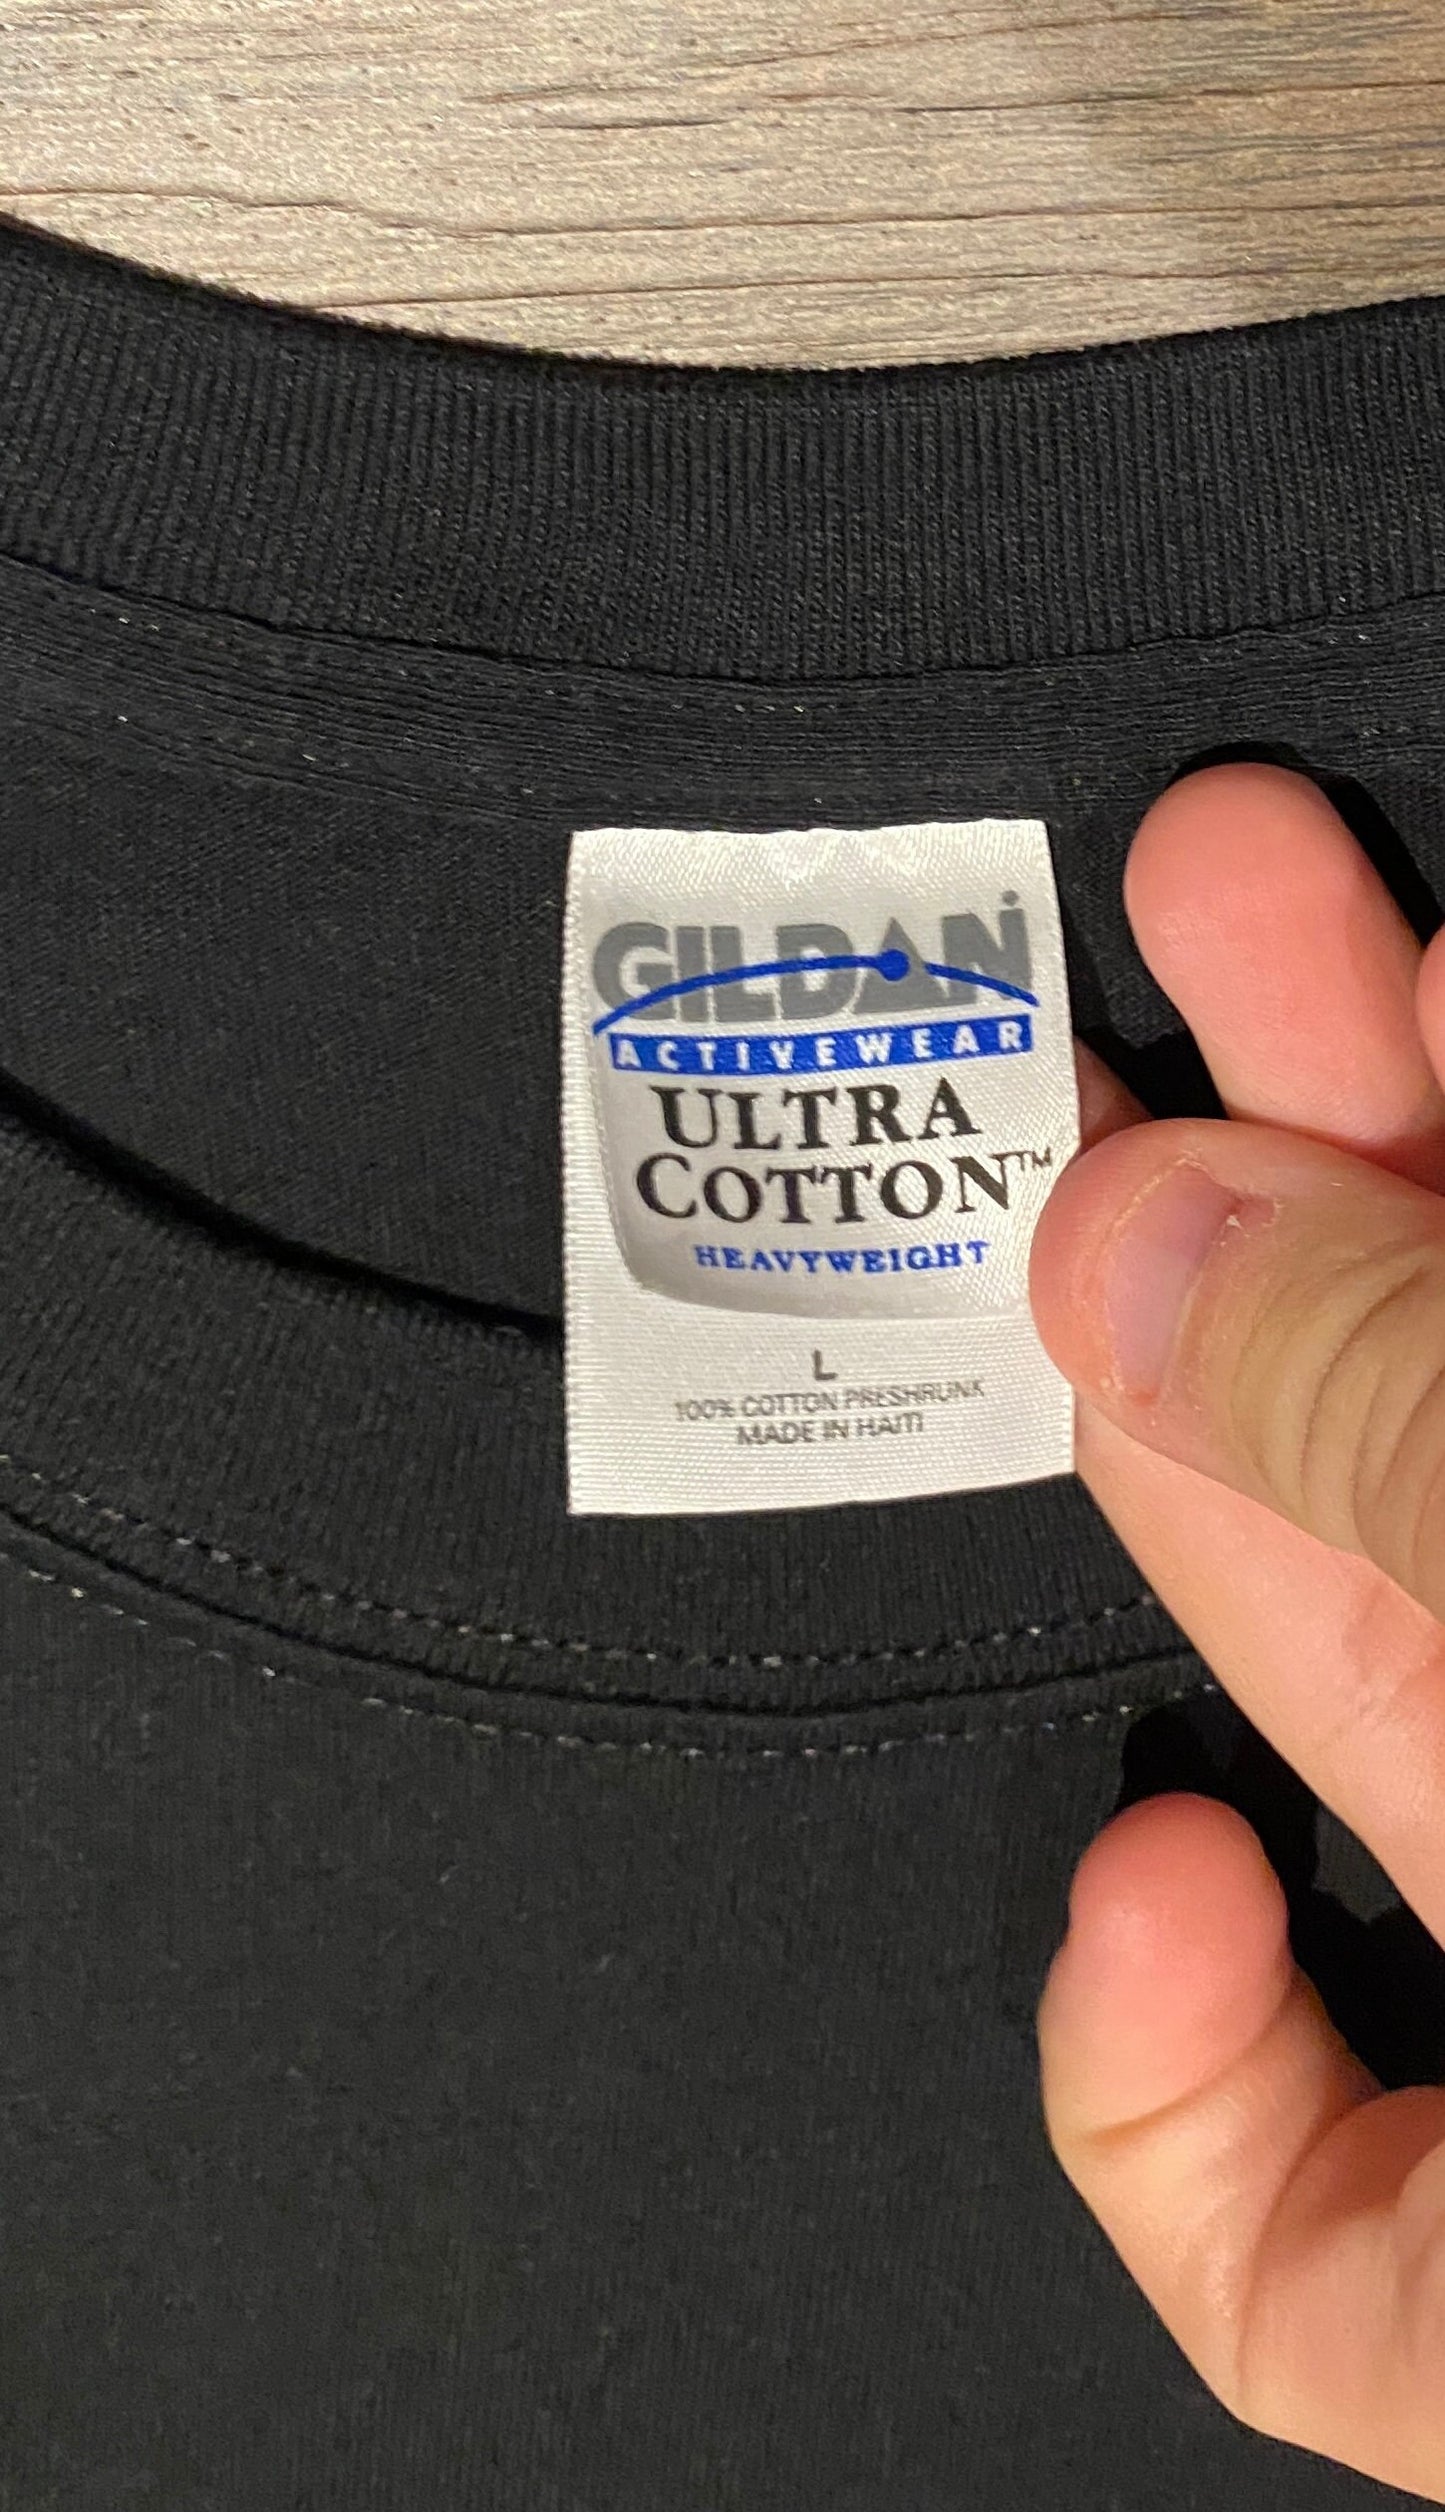 GILDAN
ACTIVEWEAR
ULTRA
COTTON™
HEAVYWEIGHT
L
100% COTTON PRESHRUNK
MADE IN HAITI